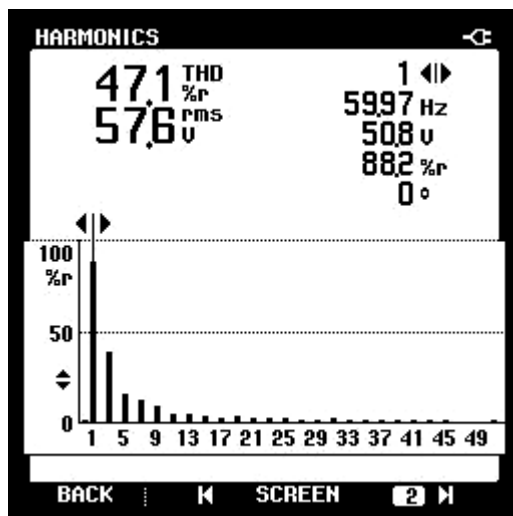 HARMONICS
47.1 THD %r
57.6 rms V
1
59.97 Hz
50.8 V
88.2 %r
0 °
100
%r
50
0
1 5 9 13 17 21 25 29 33 37 41 45 49
BACK SCREEN 2